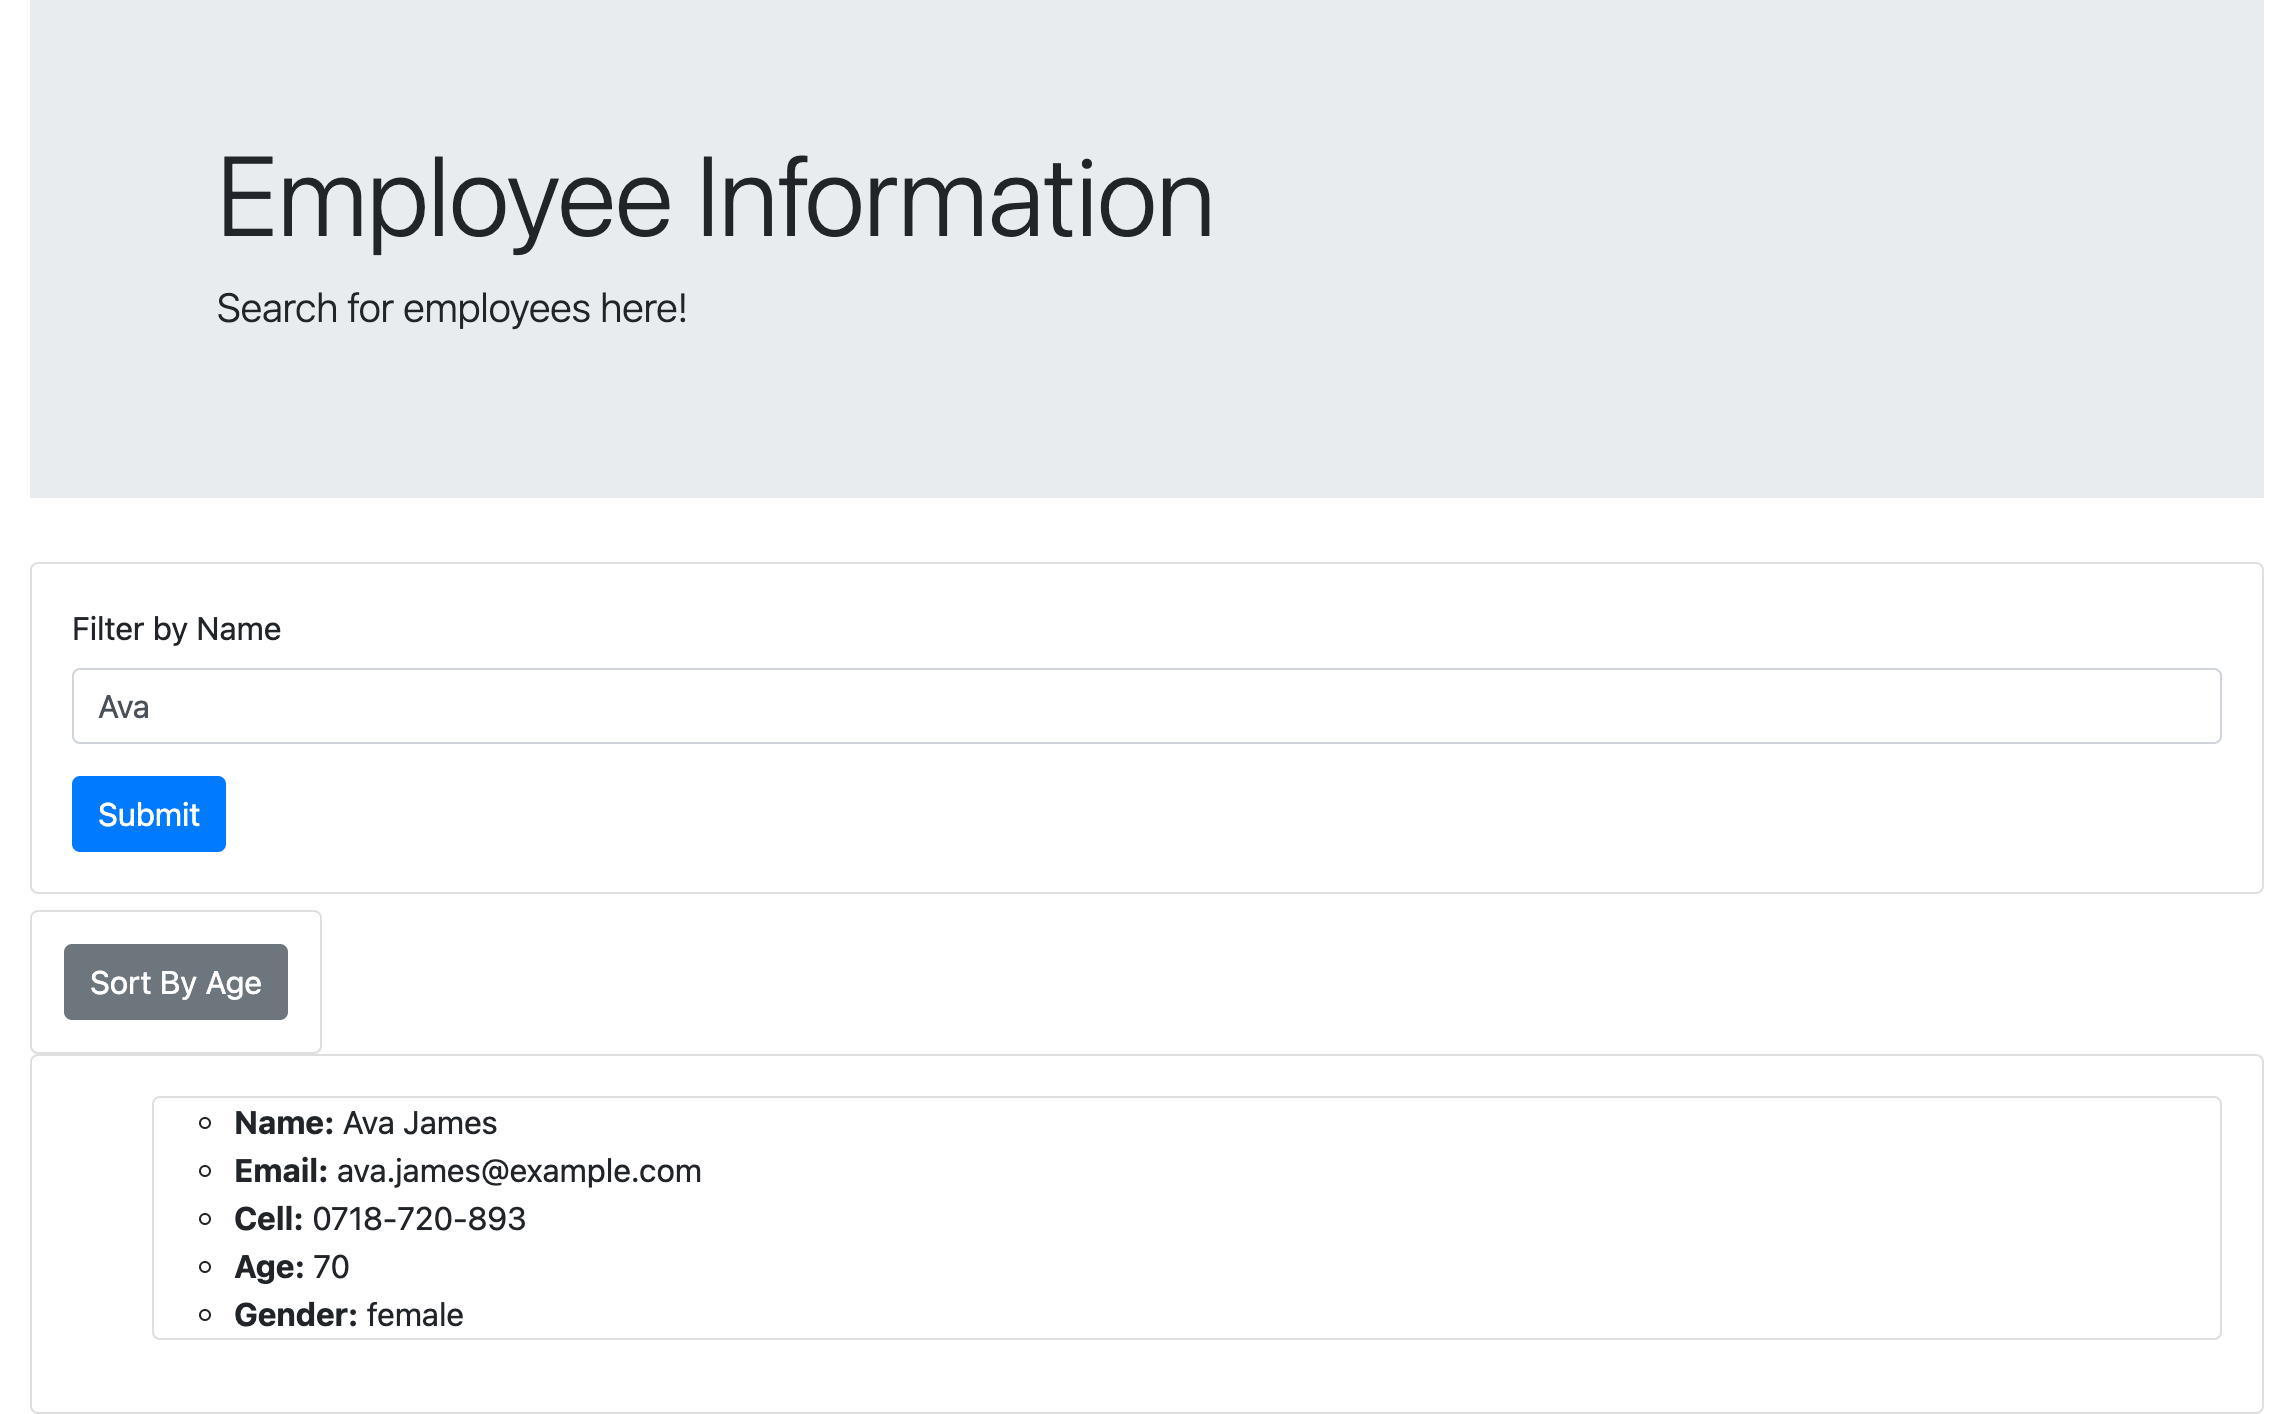 Employee Information
Search for employees here!
Filter by Name
Ava
Submit
Sort By Age
Name: Ava James
Email: ava.james@example.com
Cell: 0718-720-893
Age: 70
Gender: female